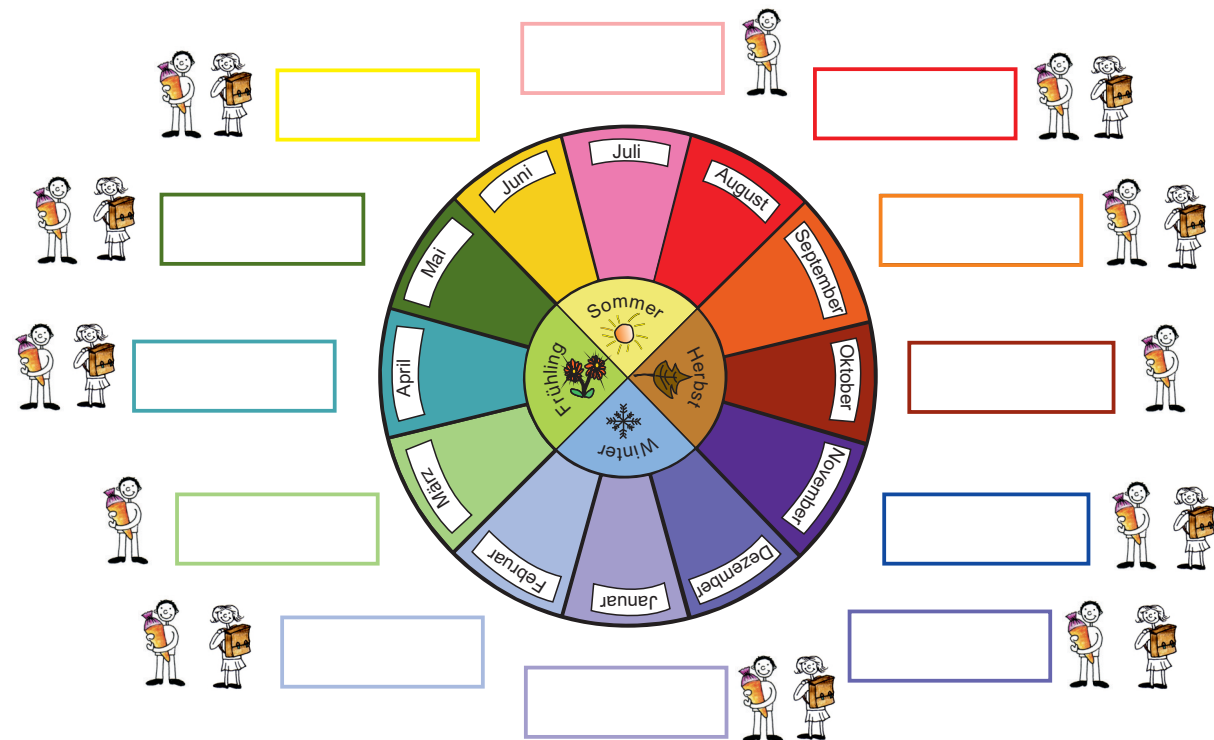 Juli
August
September
Oktober
November
Dezember
Januar
Februar
März
April
Mai
Juni
Sommer
Herbst
Winter
Frühling